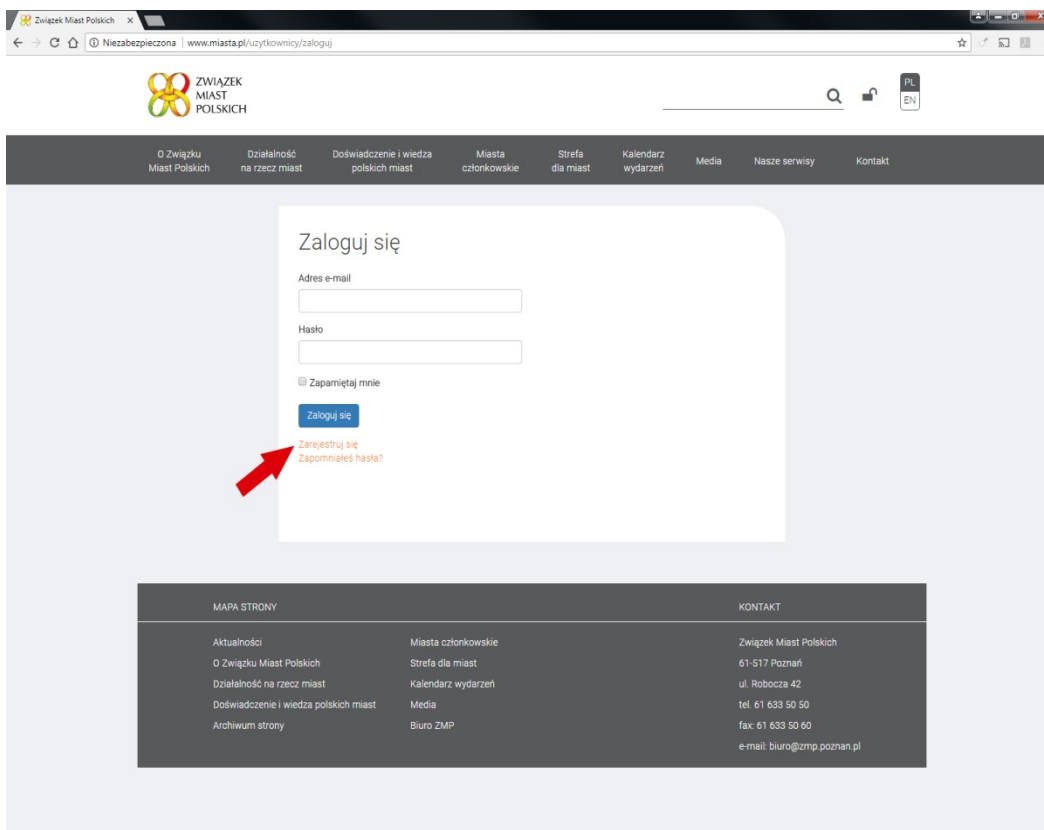 Związek Miast Polskich
Niezabezpieczona | www.miasta.pl/uzytkownicy/zaloguj
ZWIĄZEK
MIAST
POLSKICH
PL
EN
O Związku
Miast Polskich
Działalność
na rzecz miast
Doświadczenie i wiedza
polskich miast
Miasta
członkowskie
Strefa
dla miast
Kalendarz
wydarzeń
Media
Nasze serwisy
Kontakt
Zaloguj się
Adres e-mail
Hasło
Zapamiętaj mnie
Zaloguj się
Zarejestruj się
Zapomniałeś hasła?
MAPA STRONY
Aktualności
O Związku Miast Polskich
Działalność na rzecz miast
Doświadczenie i wiedza polskich miast
Archiwum strony
Miasta członkowskie
Strefa dla miast
Kalendarz wydarzeń
Media
Biuro ZMP
KONTAKT
Związek Miast Polskich
61-517 Poznań
ul. Robocza 42
tel. 61 633 50 50
fax: 61 633 50 60
e-mail: biuro@zmp.poznan.pl